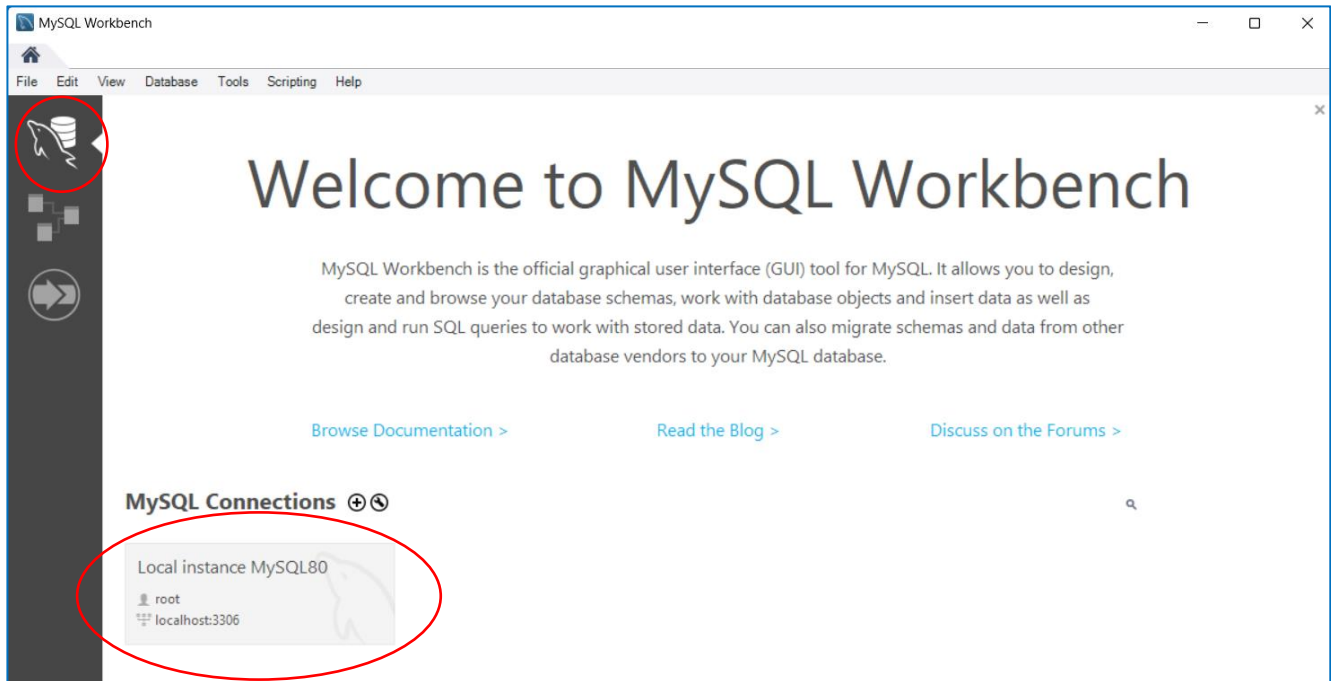 MySQL Workbench
File Edit View Database Tools Scripting Help
Welcome to MySQL Workbench
MySQL Workbench is the official graphical user interface (GUI) tool for MySQL. It allows you to design,
create and browse your database schemas, work with database objects and insert data as well as
design and run SQL queries to work with stored data. You can also migrate schemas and data from other
database vendors to your MySQL database.
Browse Documentation > Read the Blog > Discuss on the Forums >
MySQL Connections
Local instance MySQL80
root
localhost:3306